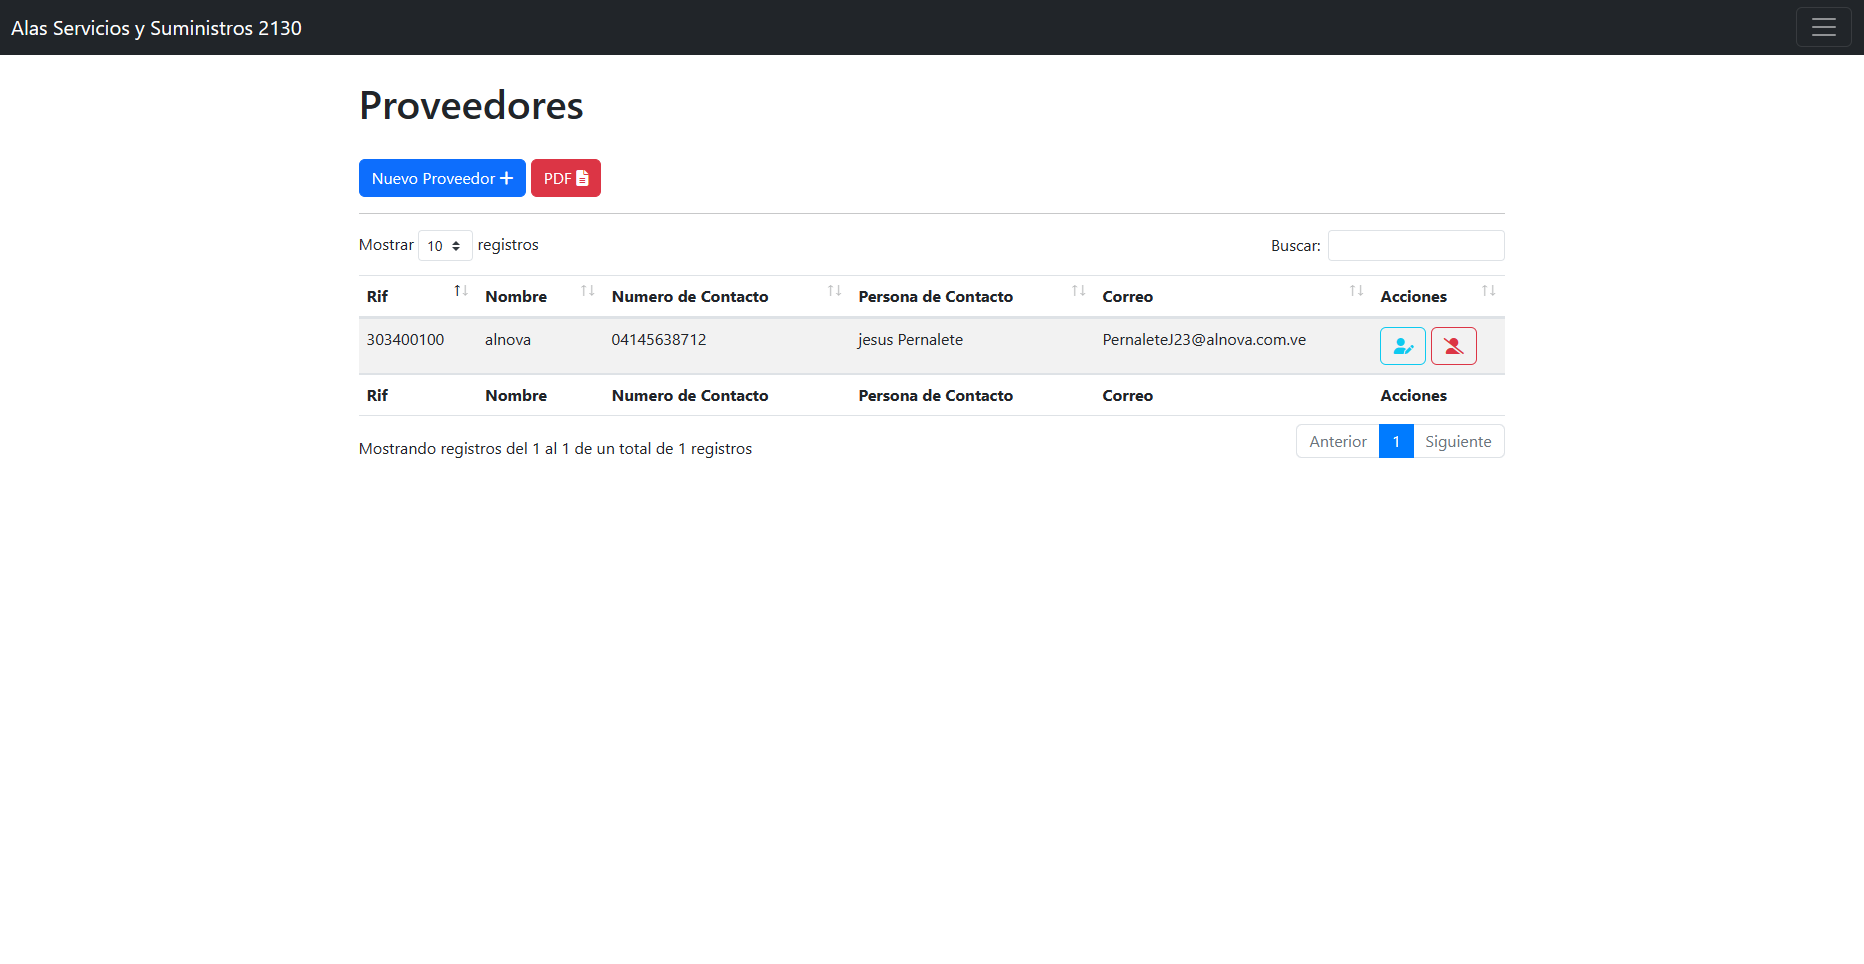 Alas Servicios y Suministros 2130
Proveedores
Nuevo Proveedor
PDF
Mostrar 10 registros
Buscar:
Rif Nombre Numero de Contacto Persona de Contacto Correo Acciones
303400100 alnova 04145638712 jesus Pernalete PernaleteJ23@alnova.com.ve
Rif Nombre Numero de Contacto Persona de Contacto Correo Acciones
Mostrando registros del 1 al 1 de un total de 1 registros
Anterior 1 Siguiente